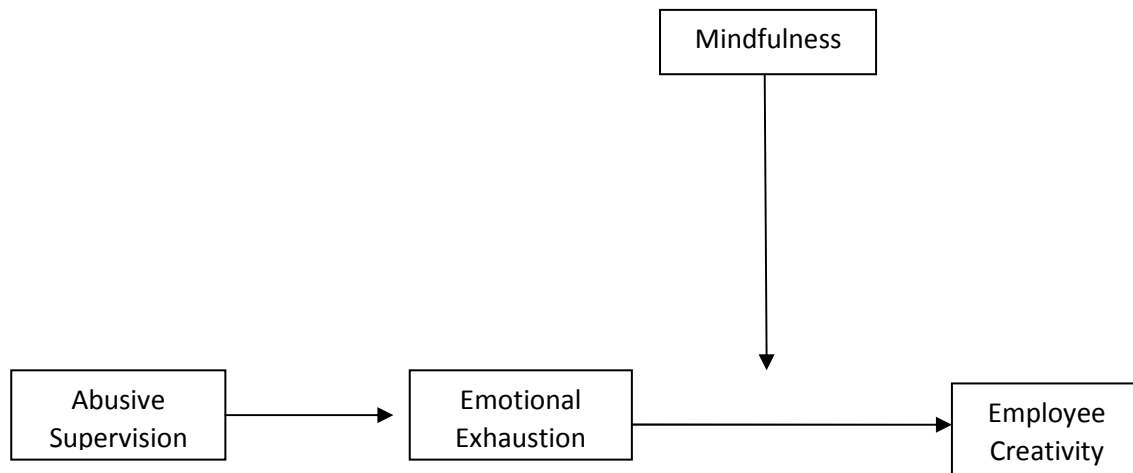 Mindfulness
Abusive
Supervision
Emotional
Exhaustion
Employee
Creativity